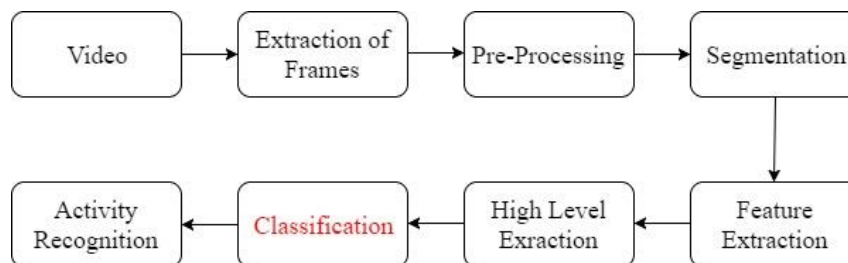 Video
Extraction of
Frames
Pre-Processing
Segmentation
Activity
Recognition
Classification
High Level
Exraction
Feature
Extraction